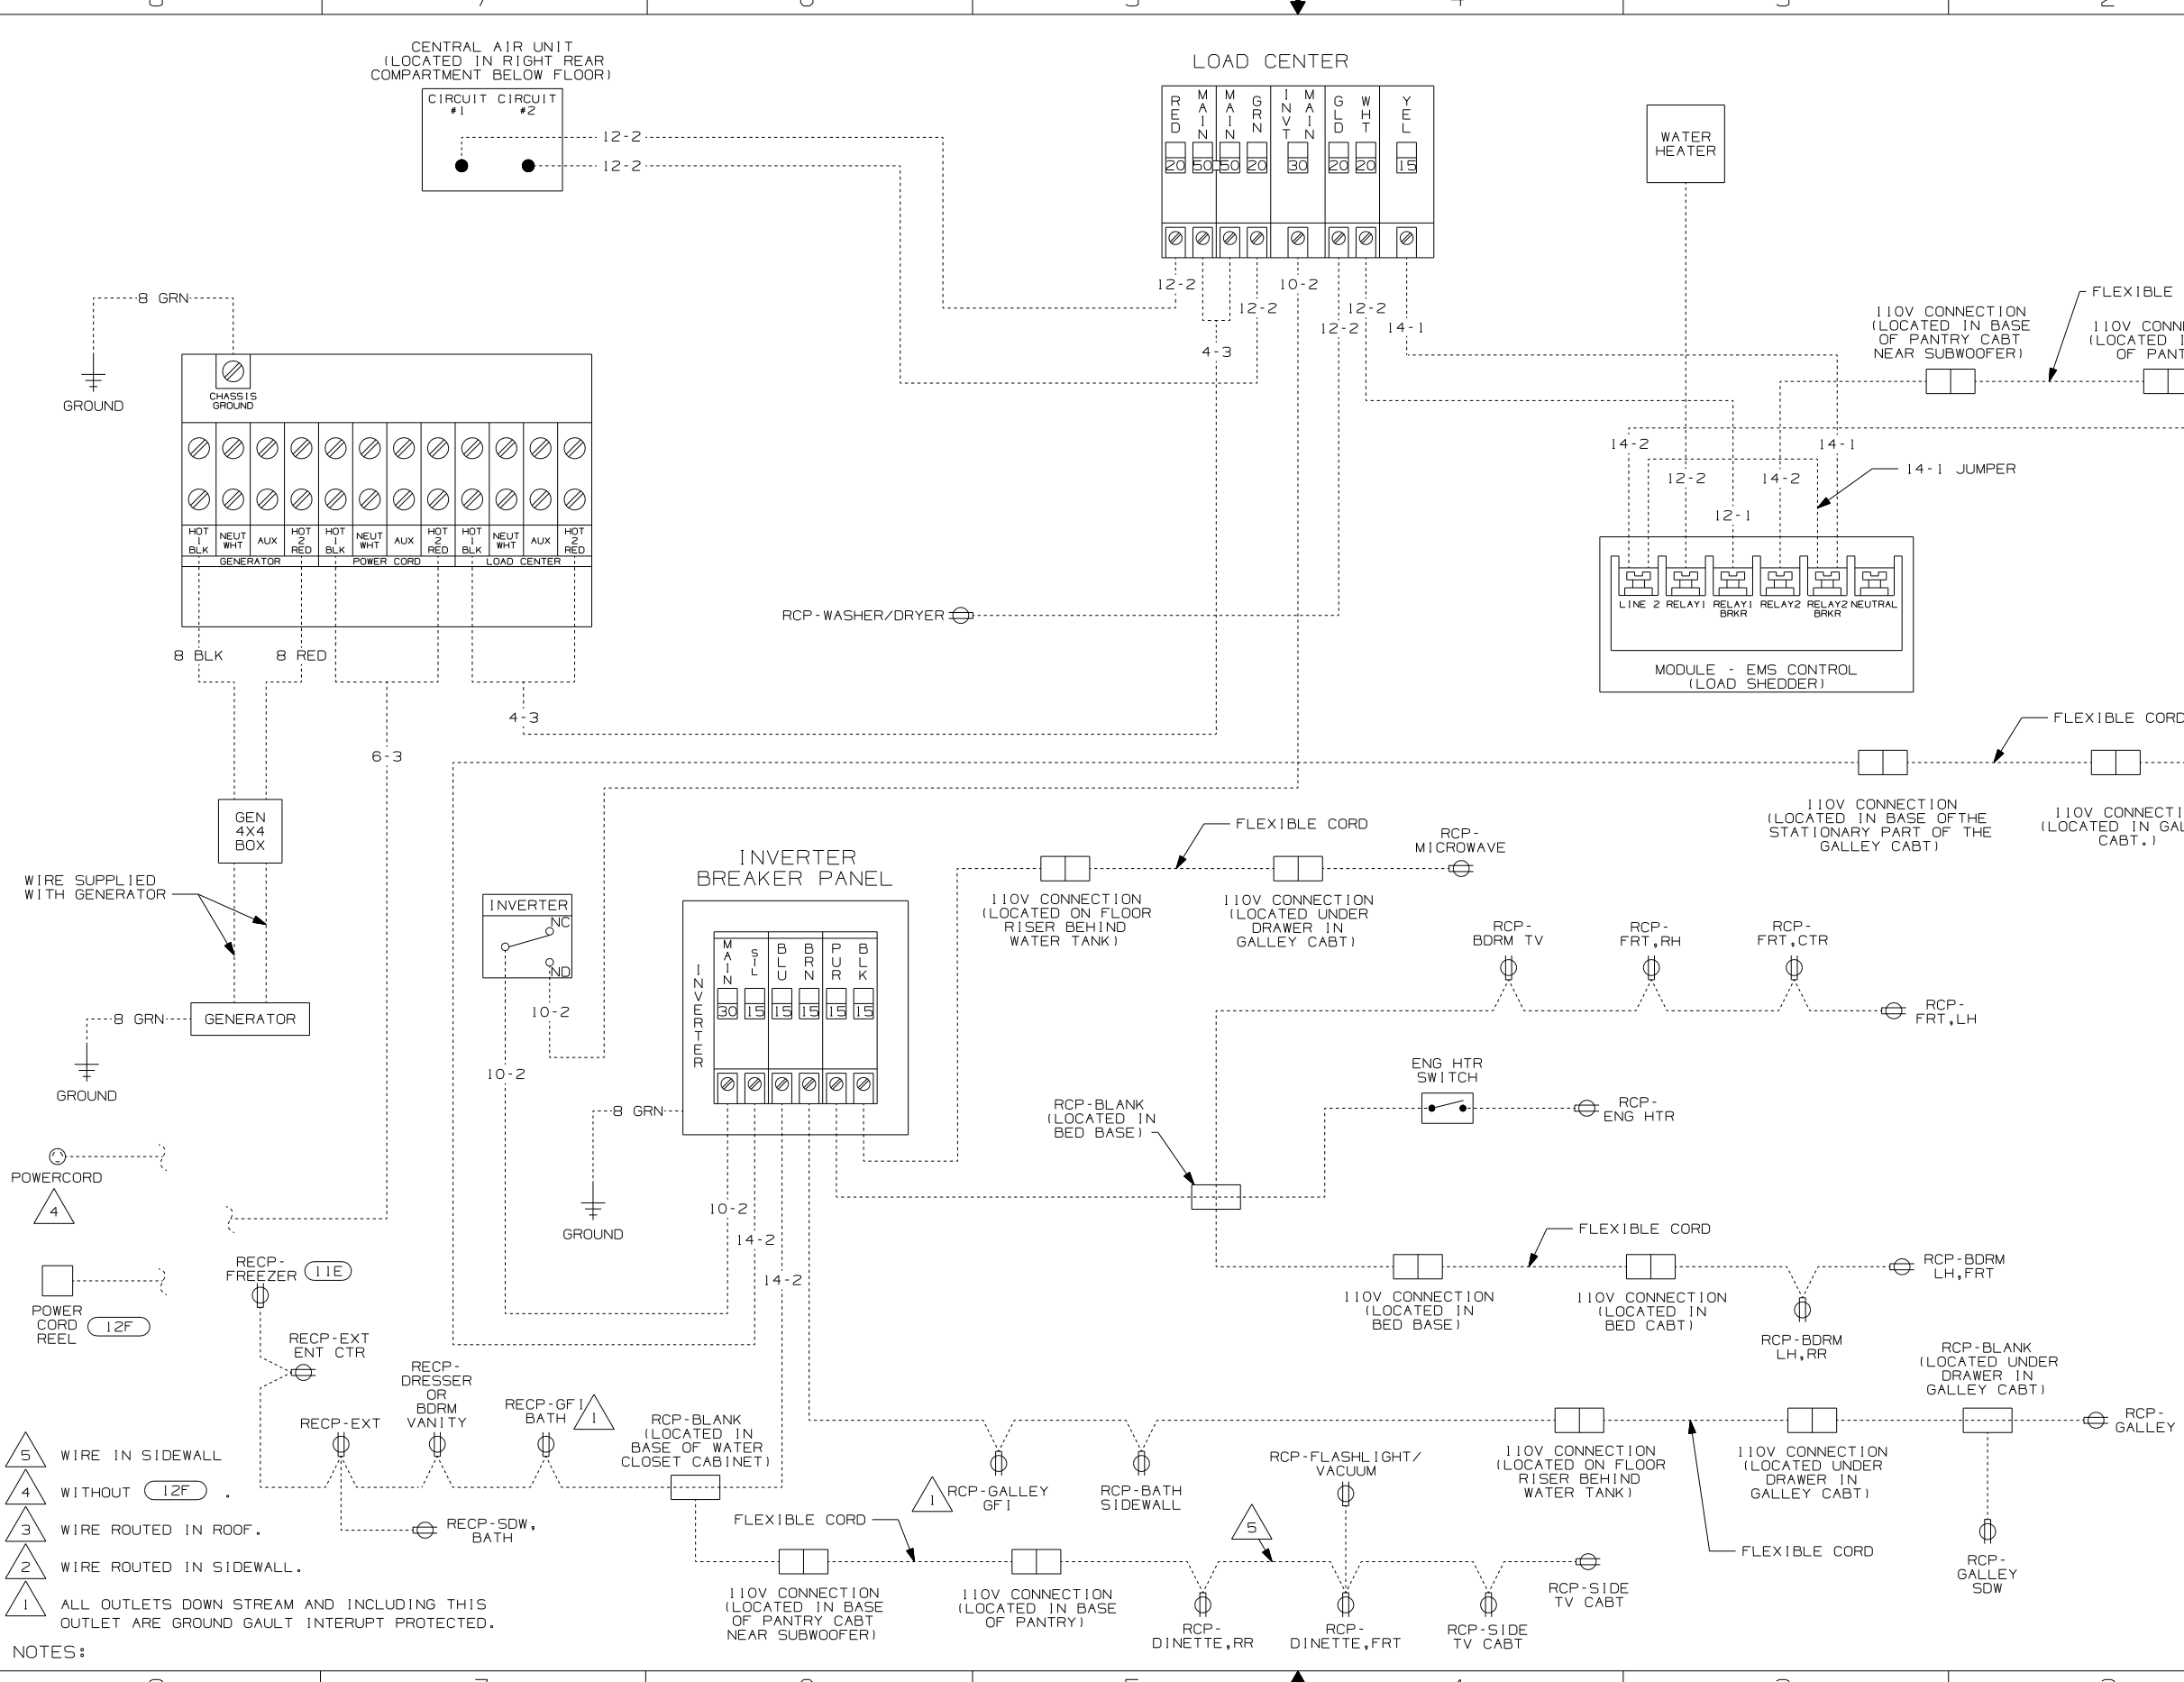 CENTRAL AIR UNIT
(LOCATED IN RIGHT REAR
COMPARTMENT BELOW FLOOR)
CIRCUIT CIRCUIT
#1 #2
12-2
12-2
LOAD CENTER
RED MAIN MAIN GRN INVT MAIN GLD WHT YEL
20 50 50 20 30 20 20 15
12-2
10-2
12-2
12-2
12-2
14-1
4-3
WATER
HEATER
FLEXIBLE
110V CONNECTION
(LOCATED IN BASE
OF PANTRY CABT
NEAR SUBWOOFER)
8 GRN
GROUND
CHASSIS
GROUND
HOT
1
BLK
NEUT
WHT
AUX
HOT
2
RED
HOT
1
BLK
NEUT
WHT
AUX
HOT
2
RED
HOT
1
BLK
NEUT
WHT
AUX
HOT
2
RED
GENERATOR
POWER CORD
LOAD CENTER
14-2
14-1
14-1 JUMPER
12-2
14-2
12-1
LINE 2
RELAY1
RELAY1
BRKR
RELAY2
RELAY2
BRKR
NEUTRAL
MODULE - EMS CONTROL
(LOAD SHEDDER)
RCP-WASHER/DRYER
8 BLK
8 RED
4-3
6-3
FLEXIBLE CORD
110V CONNECTION
(LOCATED IN BASE OFTHE
STATIONARY PART OF THE
GALLEY CABT)
CABT.)
GEN
4X4
BOX
WIRE SUPPLIED
WITH GENERATOR
8 GRN
GENERATOR
GROUND
INVERTER
NC
ND
10-2
10-2
INVERTER
BREAKER PANEL
INVERTER
MAIN SIL BLU BRN PUR BLK
30 15 15 15 15 15
8 GRN
GROUND
10-2
14-2
14-2
FLEXIBLE CORD
RCP-
MICROWAVE
110V CONNECTION
(LOCATED ON FLOOR
RISER BEHIND
WATER TANK)
110V CONNECTION
(LOCATED UNDER
DRAWER IN
GALLEY CABT)
RCP-
BDRM TV
RCP-
FRT,RH
RCP-
FRT,CTR
RCP-
FRT,LH
ENG HTR
SWITCH
RCP-
ENG HTR
RCP-BLANK
(LOCATED IN
BED BASE)
FLEXIBLE CORD
110V CONNECTION
(LOCATED IN
BED BASE)
110V CONNECTION
(LOCATED IN
BED CABT)
RCP-BDRM
LH,FRT
RCP-BDRM
LH,RR
POWERCORD
4
POWER
CORD
REEL
12F
RECP-
FREEZER
11E
RECP-EXT
ENT CTR
RECP-EXT
RECP-
DRESSER
OR
BDRM
VANITY
RECP-GFI
BATH
1
RCP-BLANK
(LOCATED IN
BASE OF WATER
CLOSET CABINET)
RECP-SDW,
BATH
FLEXIBLE CORD
110V CONNECTION
(LOCATED IN BASE
OF PANTRY CABT
NEAR SUBWOOFER)
110V CONNECTION
(LOCATED IN BASE
OF PANTRY)
1
RCP-GALLEY
GFI
RCP-BATH
SIDEWALL
RCP-FLASHLIGHT/
VACUUM
5
RCP-
DINETTE,RR
RCP-
DINETTE,FRT
RCP-SIDE
TV CABT
RCP-SIDE
TV CABT
110V CONNECTION
(LOCATED ON FLOOR
RISER BEHIND
WATER TANK)
110V CONNECTION
(LOCATED UNDER
DRAWER IN
GALLEY CABT)
FLEXIBLE CORD
RCP-BLANK
(LOCATED UNDER
DRAWER IN
GALLEY CABT)
RCP-
GALLEY
RCP-
GALLEY
SDW
5 WIRE IN SIDEWALL
4 WITHOUT 12F .
3 WIRE ROUTED IN ROOF.
2 WIRE ROUTED IN SIDEWALL.
1 ALL OUTLETS DOWN STREAM AND INCLUDING THIS
OUTLET ARE GROUND GAULT INTERUPT PROTECTED.
NOTES: